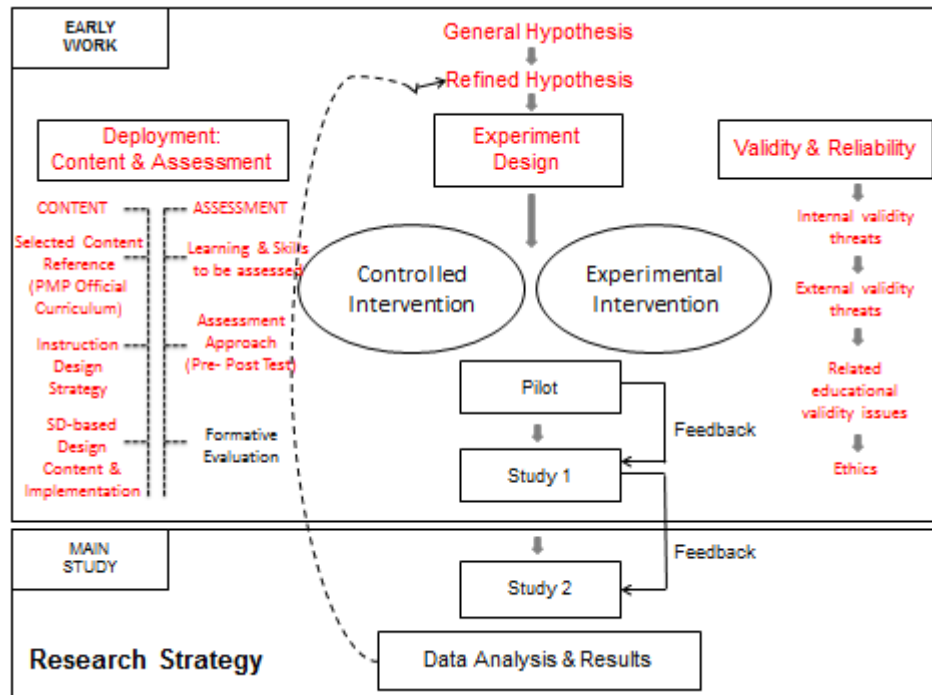 EARLY
WORK
General Hypothesis
Refined Hypothesis
Deployment:
Content & Assessment
Experiment
Design
Validity & Reliability
CONTENT
Selected Content
Reference
(PMP Official
Curriculum)
Instruction
Design
Strategy
SD-based
Design
Content &
Implementation
ASSESSMENT
Learning & Skills
to be assessed
Assessment
Approach
(Pre- Post Test)
Formative
Evaluation
Controlled
Intervention
Experimental
Intervention
Internal validity
threats
External validity
threats
Related
educational
validity issues
Ethics
Pilot
Feedback
Study 1
MAIN
STUDY
Feedback
Study 2
Research Strategy
Data Analysis & Results